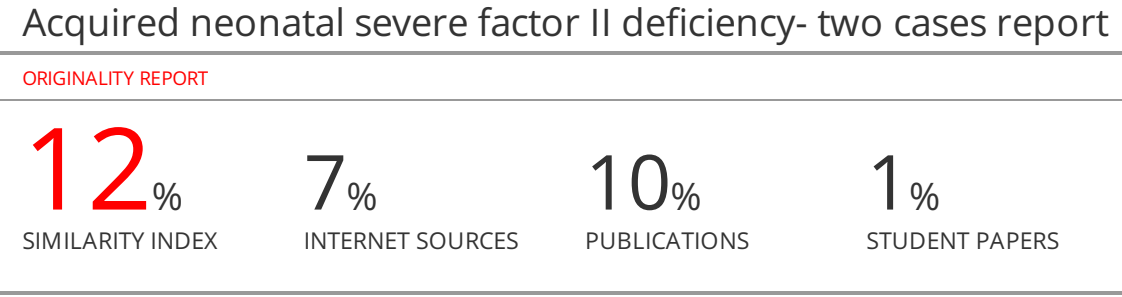 Acquired neonatal severe factor II deficiency- two cases report
ORIGINALITY REPORT
12% 7% 10% 1%
SIMILARITY INDEX INTERNET SOURCES PUBLICATIONS STUDENT PAPERS